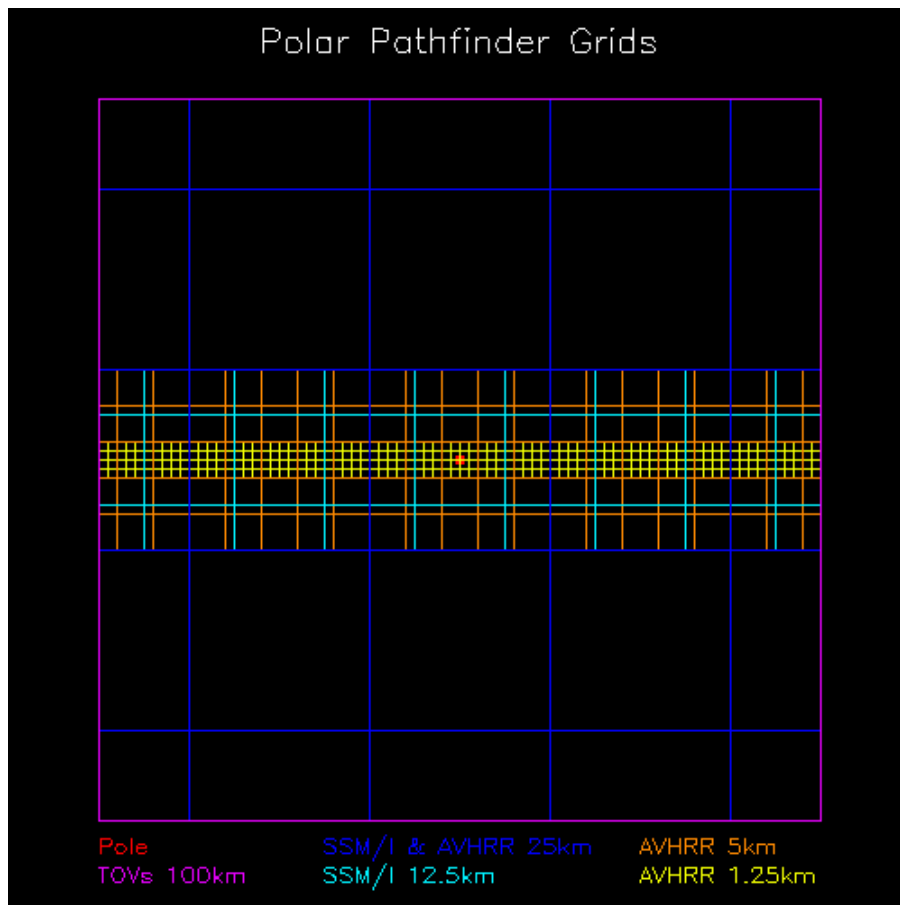 Polar Pathfinder Grids
Pole SSM/I & AVHRR 25km AVHRR 5km
TOVs 100km SSM/I 12.5km AVHRR 1.25km